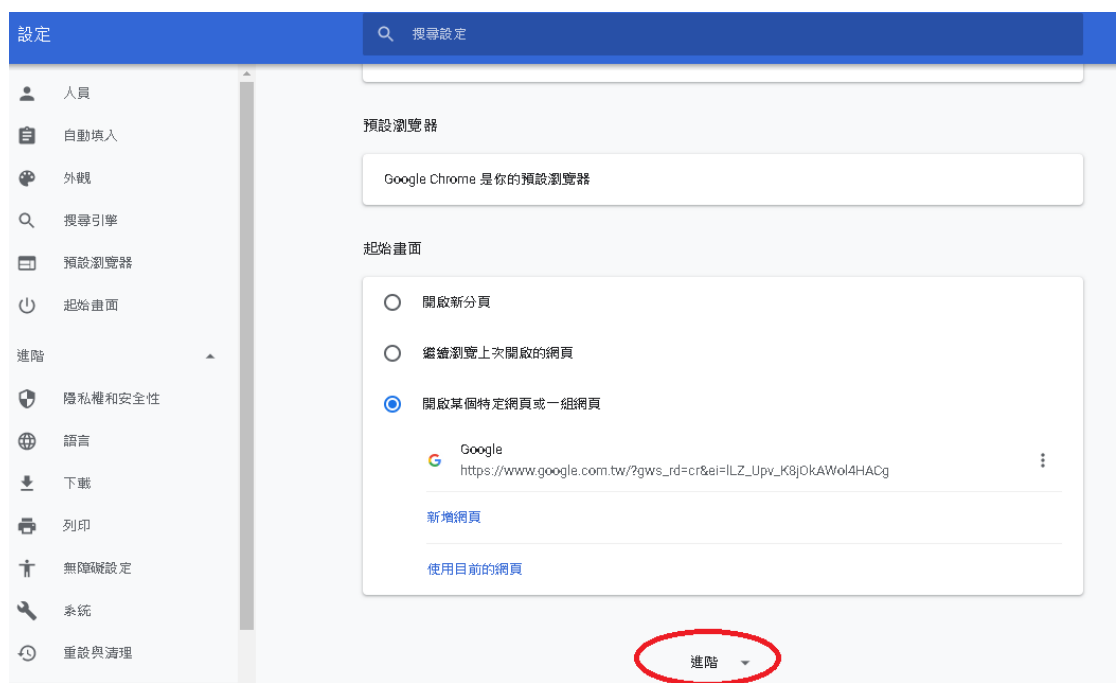 設定
搜尋設定
人員
自動填入
外觀
搜尋引擎
預設瀏覽器
起始畫面
進階
隱私權和安全性
語言
下載
列印
無障礙設定
系統
重設與清理
預設瀏覽器
Google Chrome 是你的預設瀏覽器
起始畫面
開啟新分頁
繼續瀏覽上次開啟的網頁
開啟某個特定網頁或一組網頁
Google
https://www.google.com.tw/?gws_rd=cr&ei=lLZ_Upv_K8jOkAWol4HACg
新增網頁
使用目前的網頁
進階